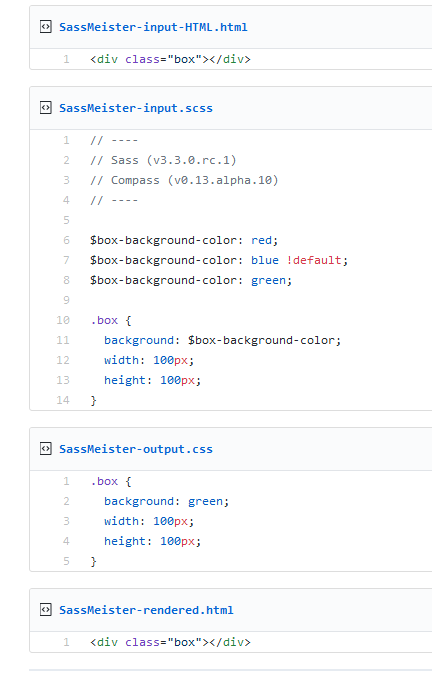 SassMeister-input-HTML.html
1 <div class="box"></div>
SassMeister-input.scss
1 // ----
2 // Sass (v3.3.0.rc.1)
3 // Compass (v0.13.alpha.10)
4 // ----
5
6 $box-background-color: red;
7 $box-background-color: blue !default;
8 $box-background-color: green;
9
10 .box {
11   background: $box-background-color;
12   width: 100px;
13   height: 100px;
14 }
SassMeister-output.css
1 .box {
2   background: green;
3   width: 100px;
4   height: 100px;
5 }
SassMeister-rendered.html
1 <div class="box"></div>